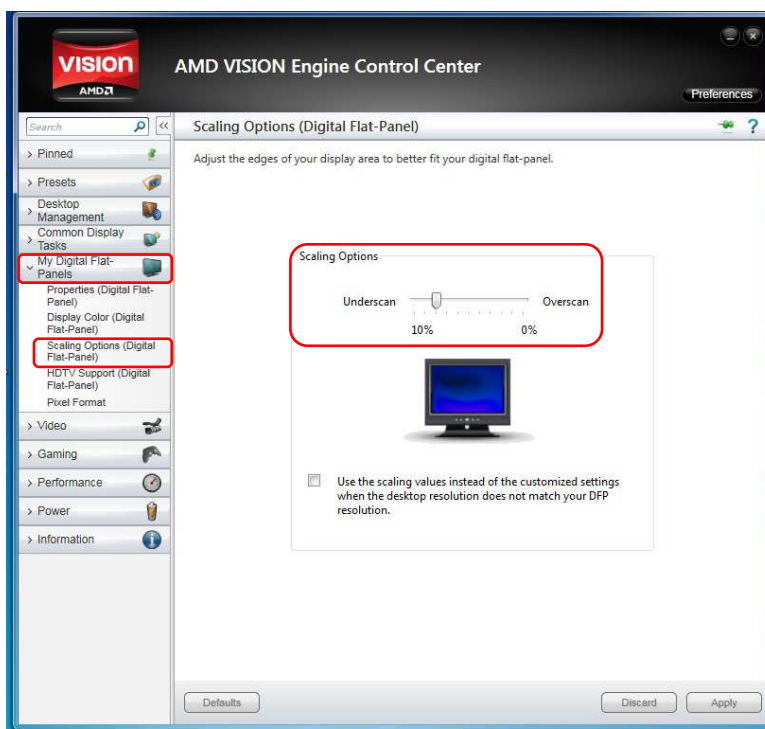 VISION
AMD
AMD VISION Engine Control Center
Preferences
Search
<<
Scaling Options (Digital Flat-Panel)
?
> Pinned
> Presets
> Desktop
Management
> Common Display
Tasks
My Digital Flat-
Panels
Properties (Digital Flat-
Panel)
Display Color (Digital
Flat-Panel)
Scaling Options (Digital
Flat-Panel)
HDTV Support (Digital
Flat-Panel)
Pixel Format
> Video
> Gaming
> Performance
> Power
> Information
Adjust the edges of your display area to better fit your digital flat-panel.
Scaling Options
Underscan Overscan
10% 0%
Use the scaling values instead of the customized settings
when the desktop resolution does not match your DFP
resolution.
Defaults
Discard
Apply